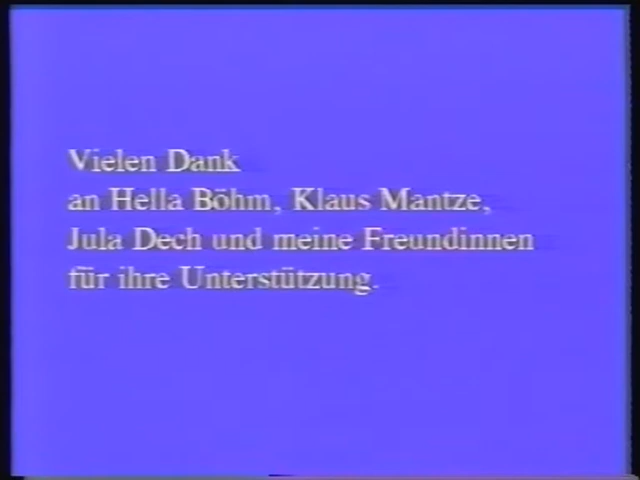 Vielen Dank
an Hella Böhm, Klaus Mantze,
Jula Dech und meine Freundinnen
für ihre Unterstützung.